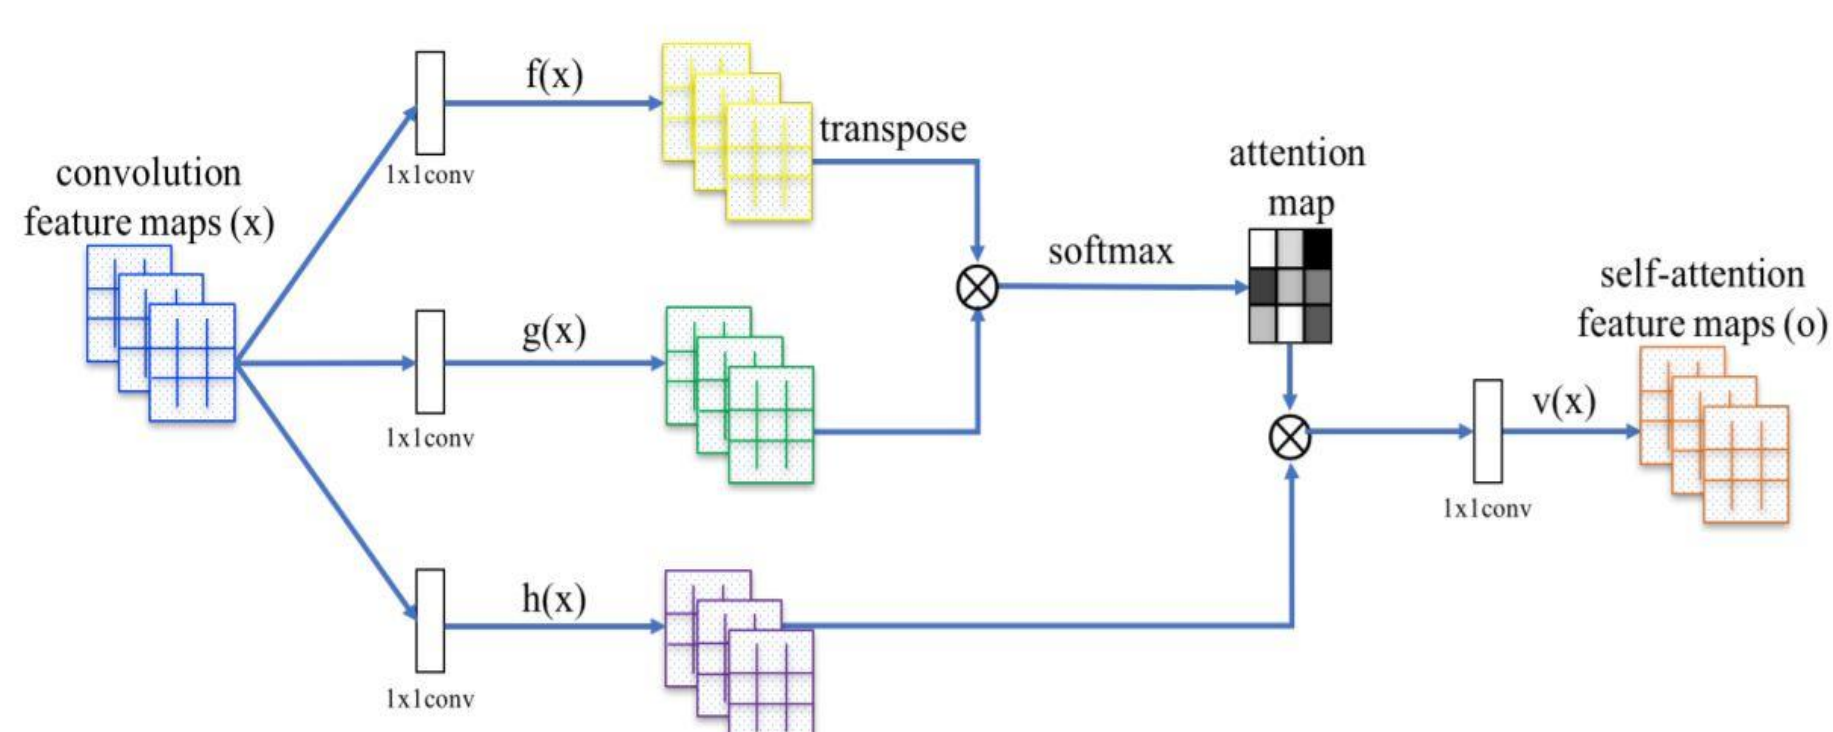 convolution
feature maps (x)
1x1conv
f(x)
transpose
1x1conv
g(x)
1x1conv
h(x)
softmax
attention
map
1x1conv
v(x)
self-attention
feature maps (o)